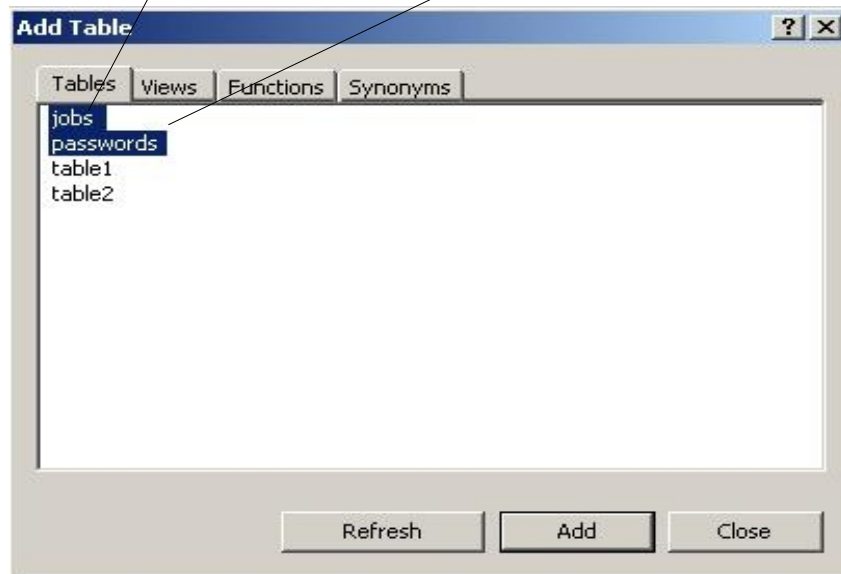 Add Table
Tables Views Functions Synonyms
jobs
passwords
table1
table2
Refresh Add Close